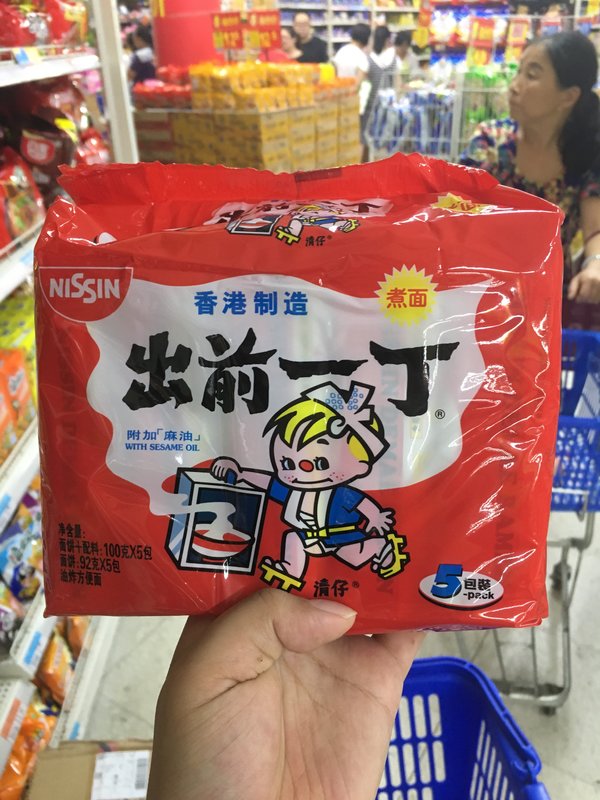 清仔®
NISSIN
香港制造
煮面
出前一丁®
附加「麻油」
WITH SESAME OIL
净含量:
面饼+配料:100克X5包
面饼:92克X5包
油炸方便面
清仔®
5包装
-pack